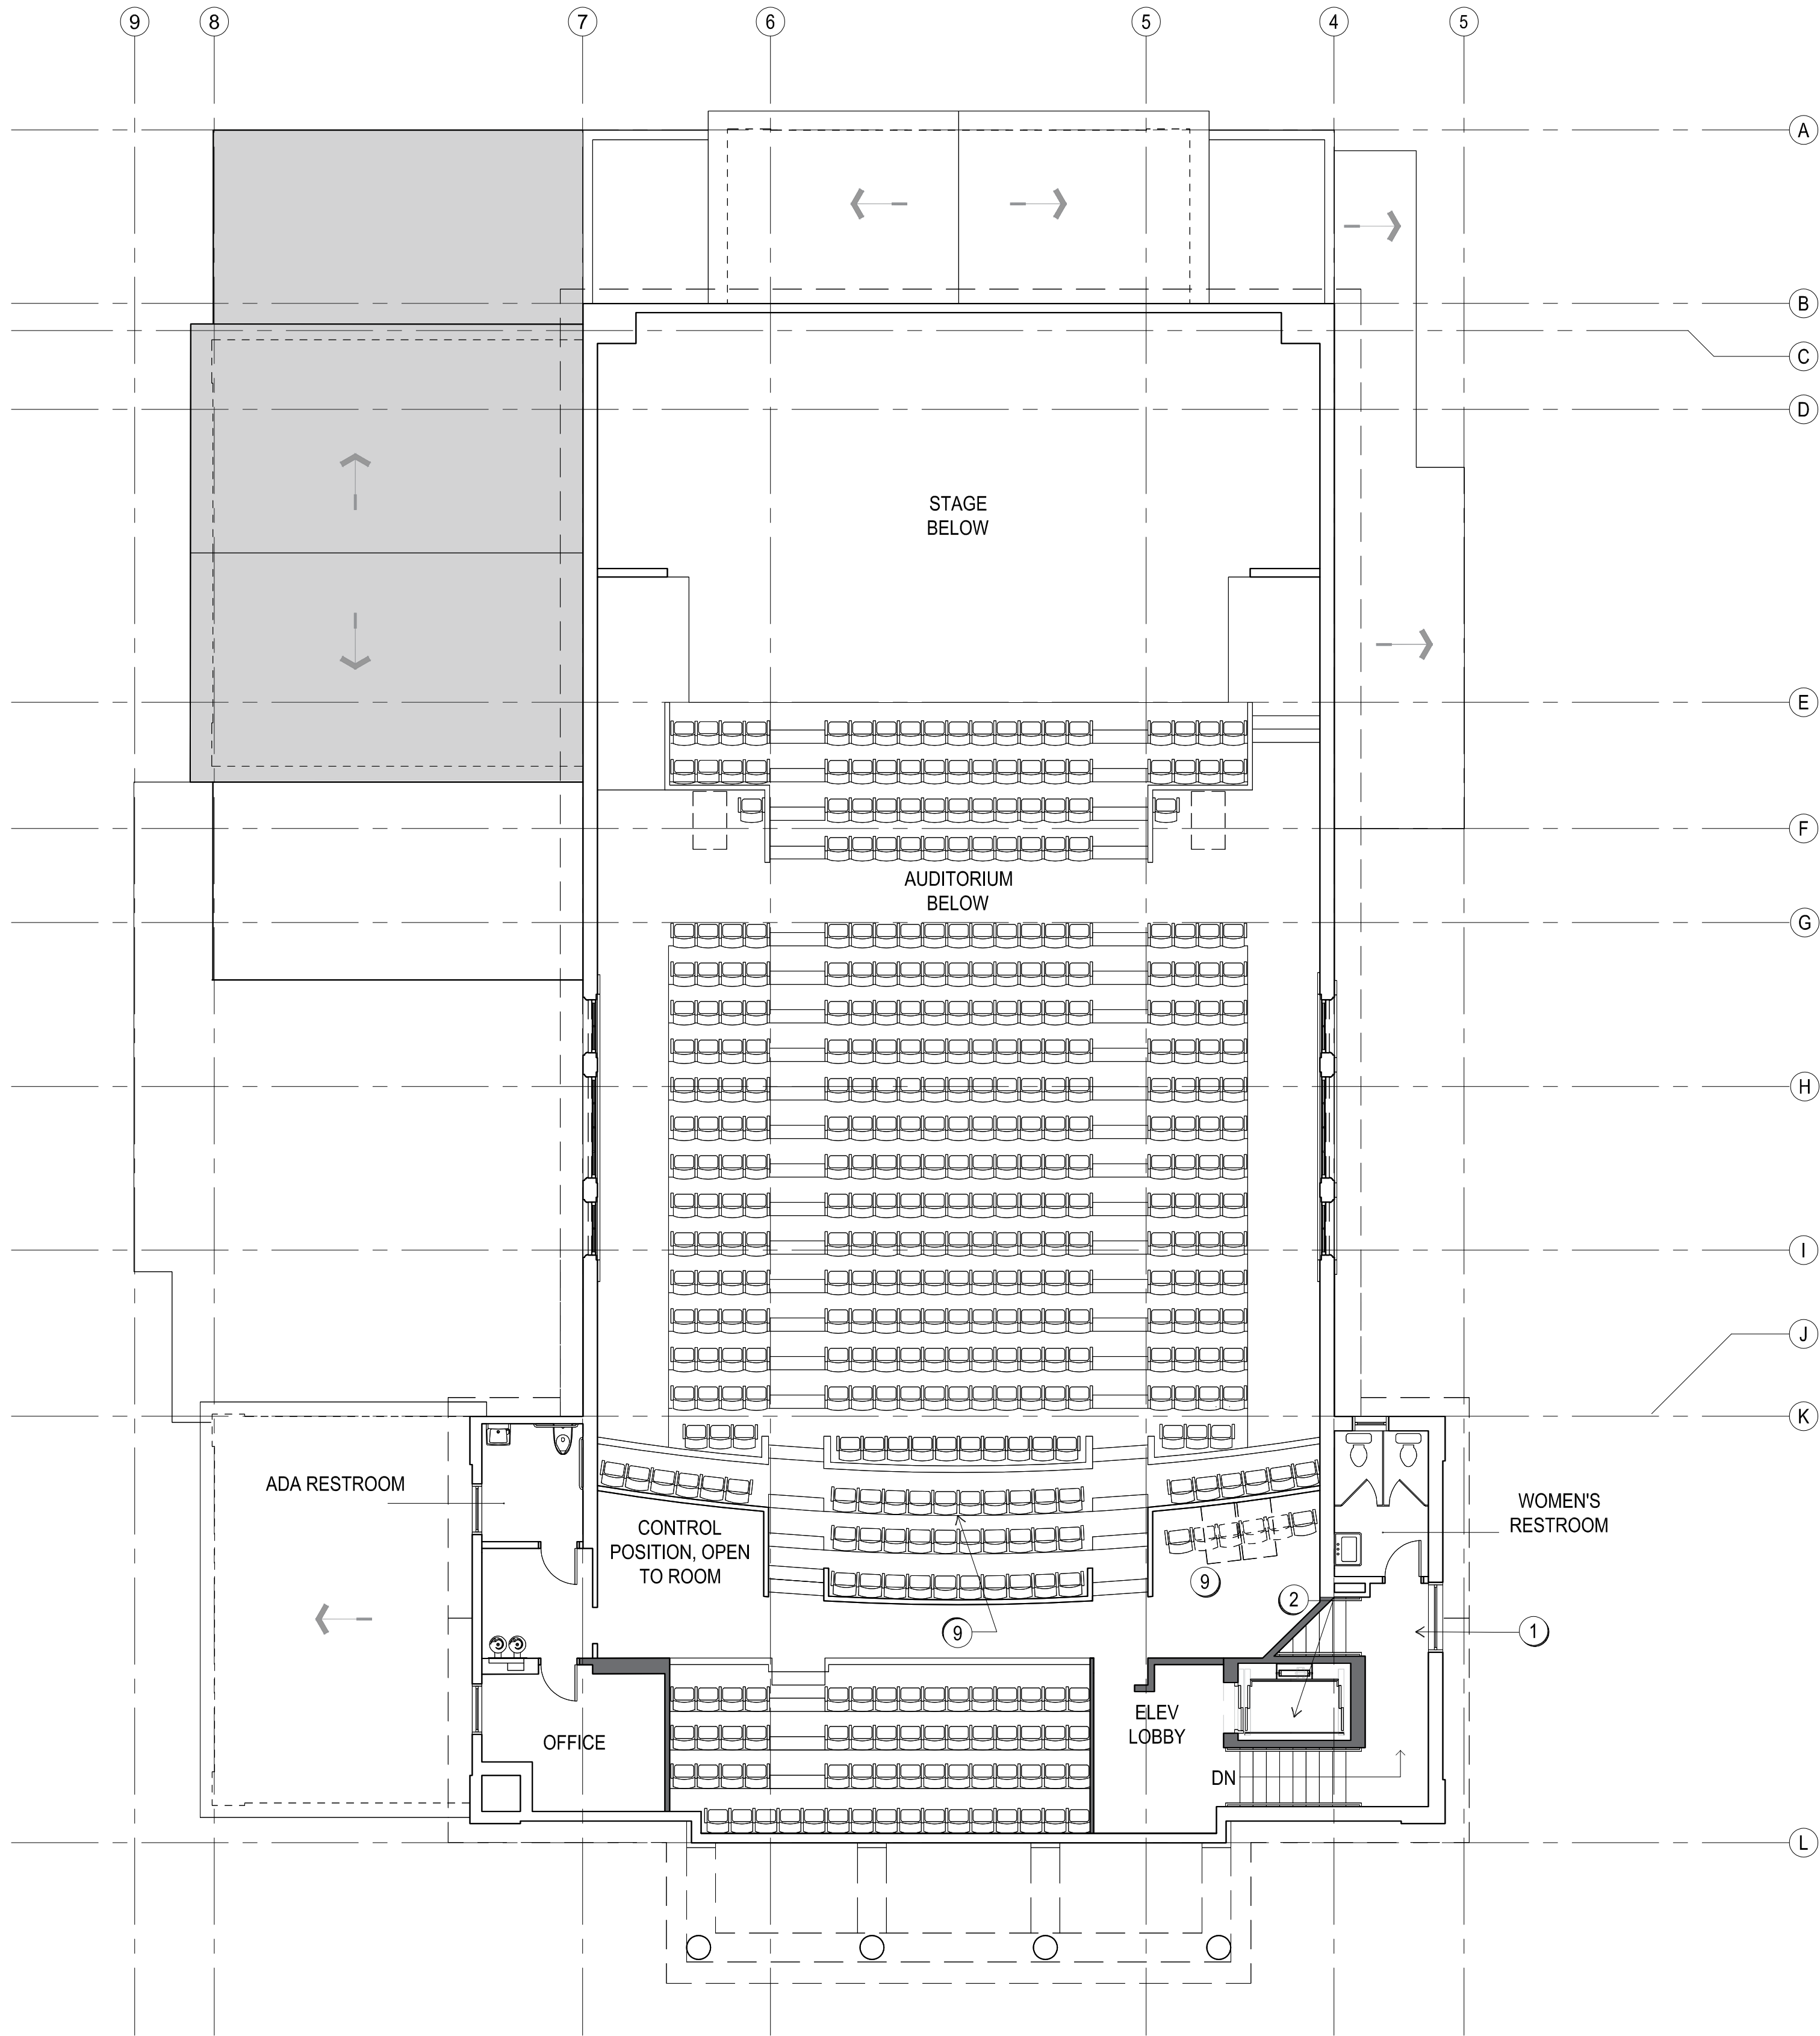 9
8
7
6
5
4
5
A
B
C
D
STAGE
BELOW
E
F
AUDITORIUM
BELOW
G
H
I
J
K
ADA RESTROOM
WOMEN'S
RESTROOM
CONTROL
POSITION, OPEN
TO ROOM
9
2
9
1
ELEV
LOBBY
OFFICE
DN
L